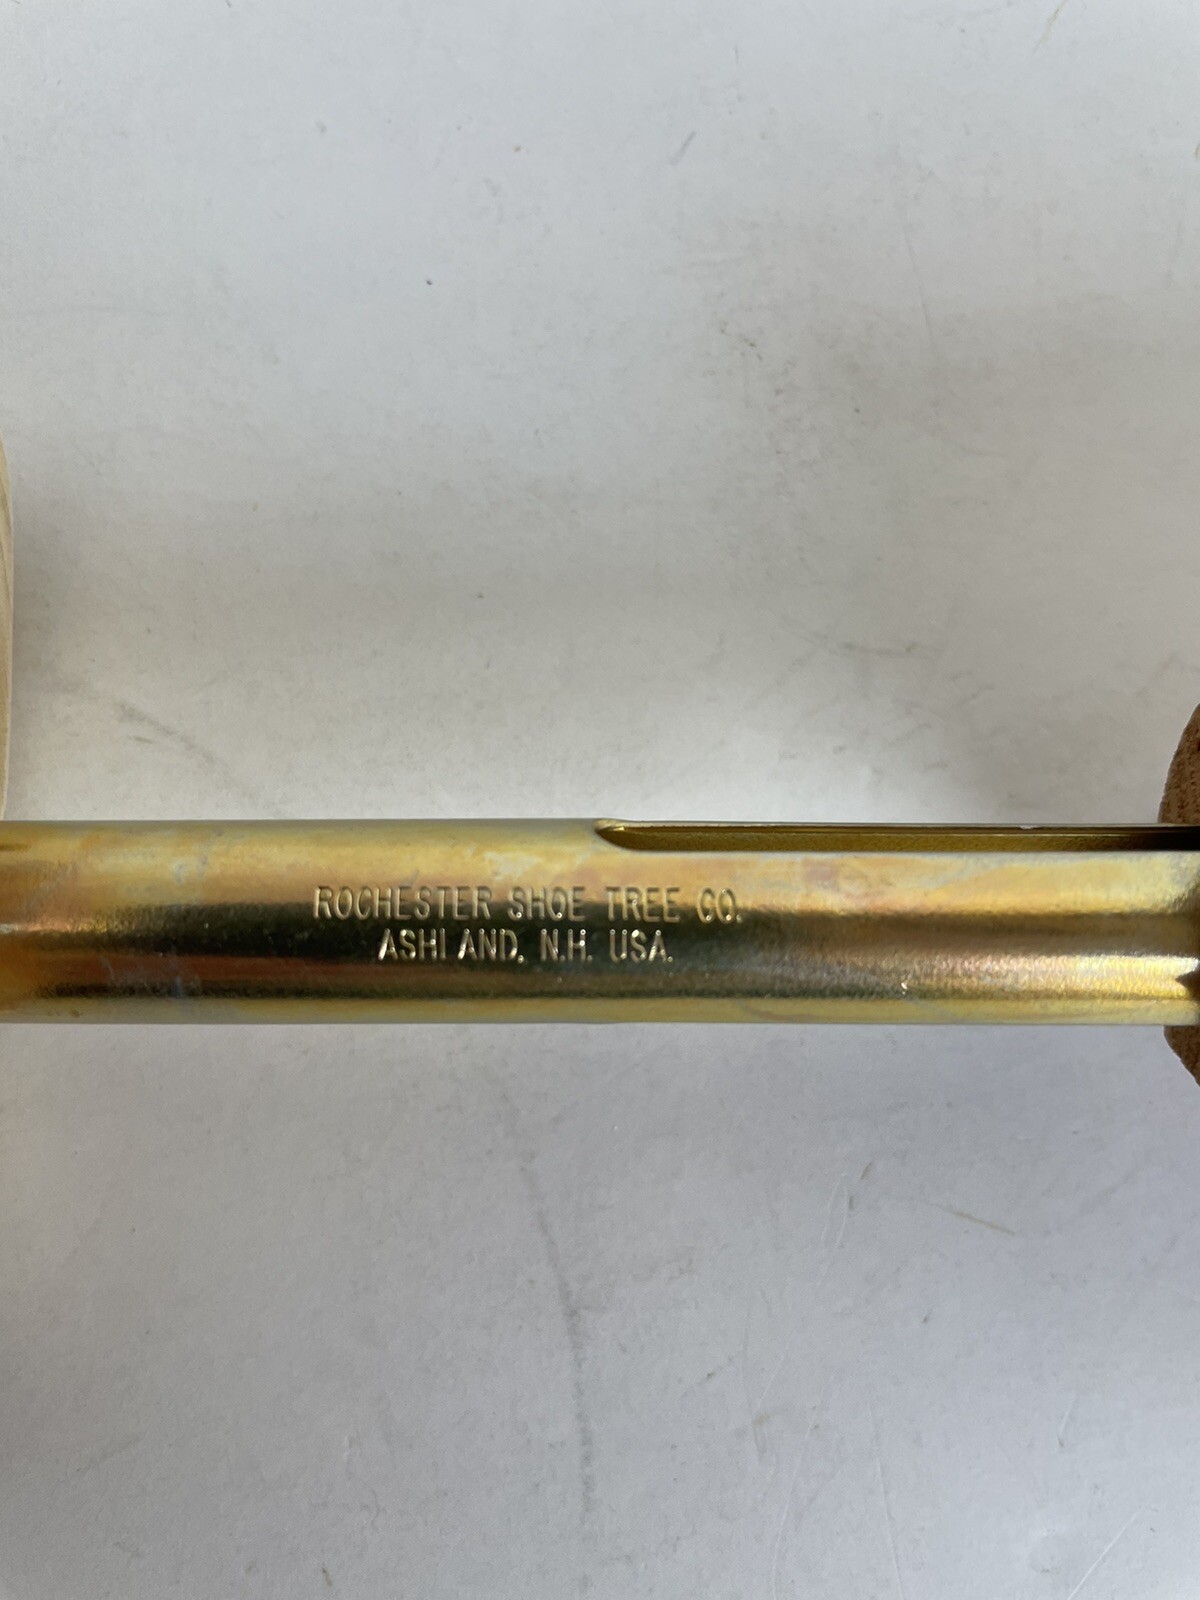 ROCHESTER SHOE TREE CO.
ASHLAND, N.H. USA.